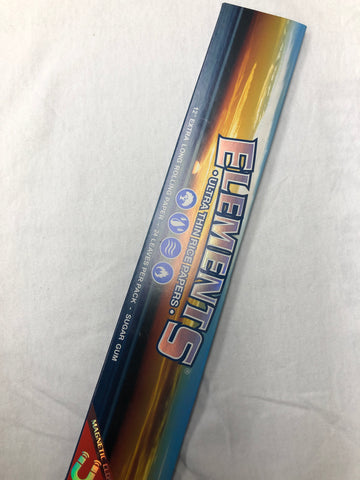 ELEMENTS®
• ULTRA THIN RICE PAPERS •
12" EXTRA LONG ROLLING PAPER - 24 LEAVES PER PACK - SUGAR GUM
MAGNETIC